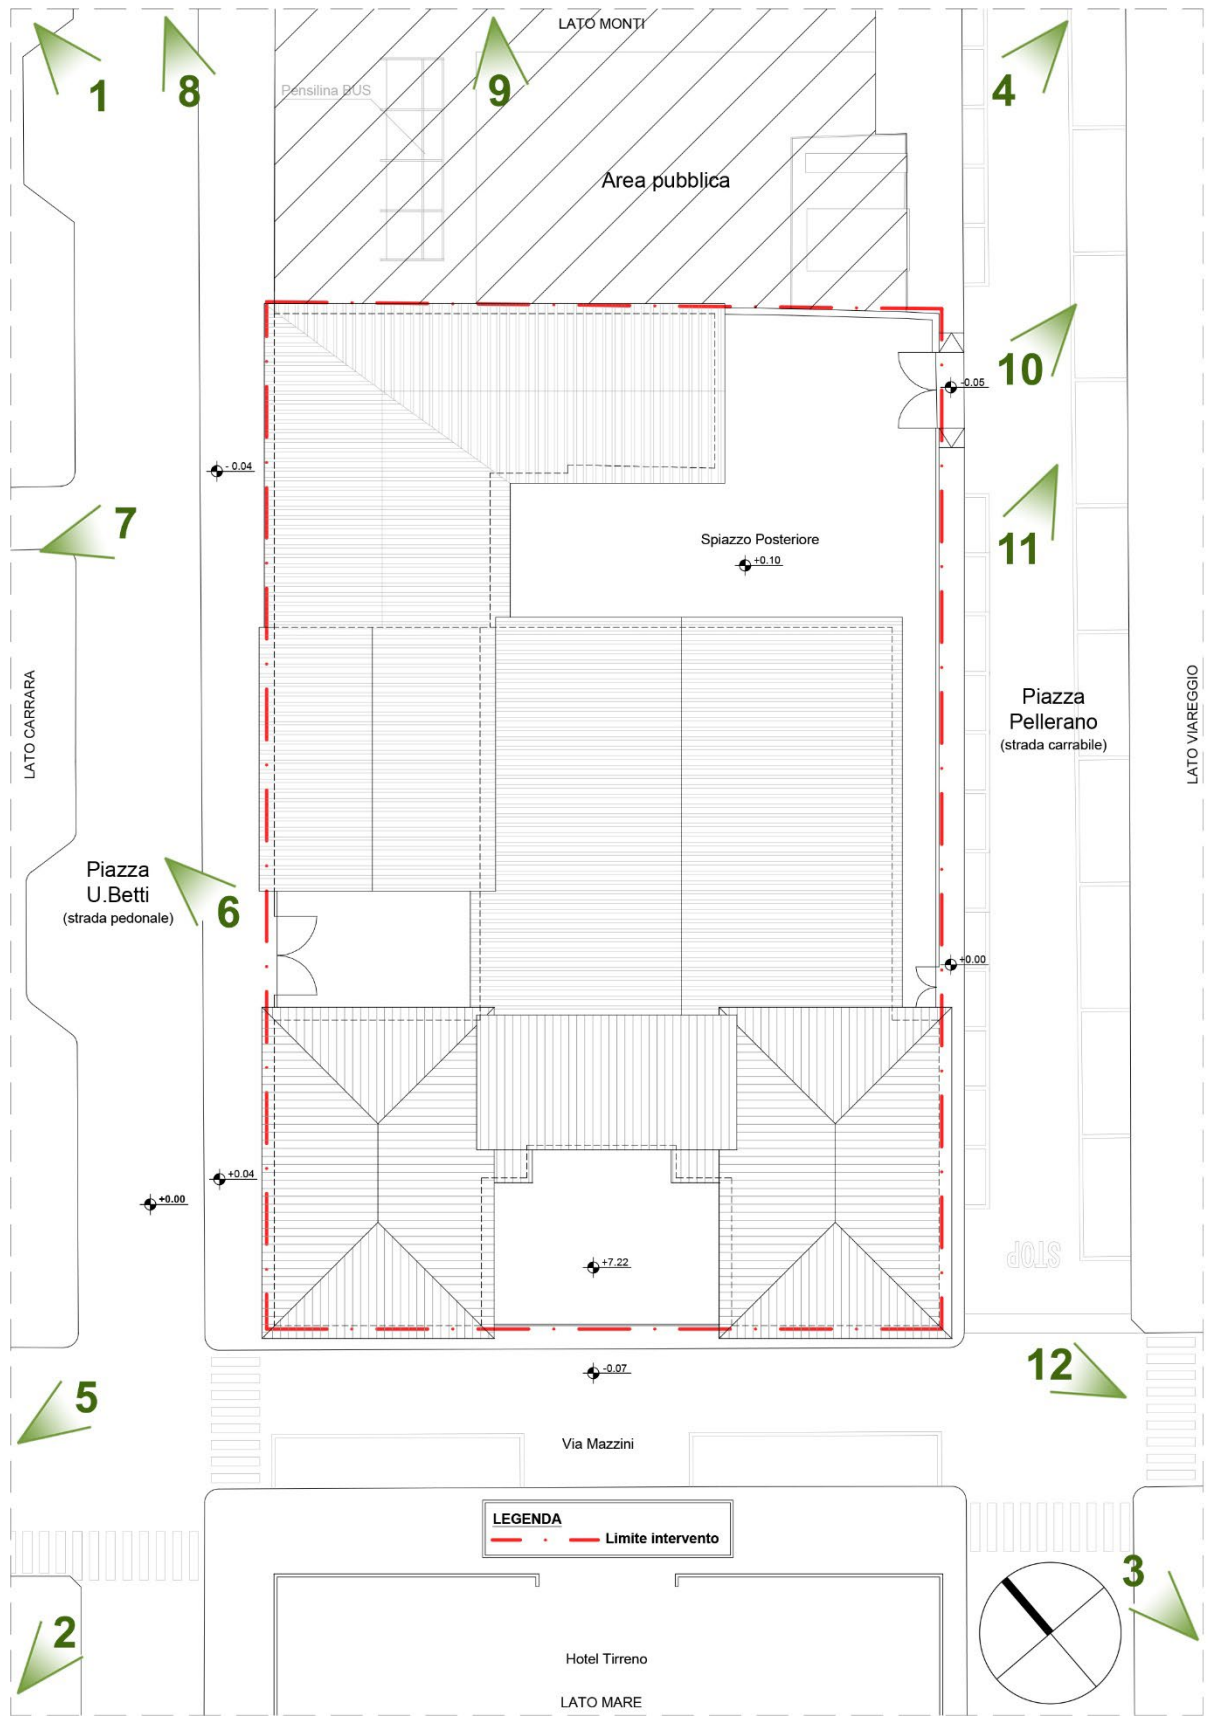 LATO MONTI
1
8
9
4
Pensilina BUS
Area pubblica
10
-0.05
- 0.04
7
11
Spiazzo Posteriore
+0.10
LATO CARRARA
Piazza
Pellerano
(strada carrabile)
LATO VIAREGGIO
Piazza
U.Betti
(strada pedonale)
6
+0.00
+0.04
+0.00
+7.22
STOP
-0.07
12
5
Via Mazzini
LEGENDA
Limite intervento
3
2
Hotel Tirreno
LATO MARE